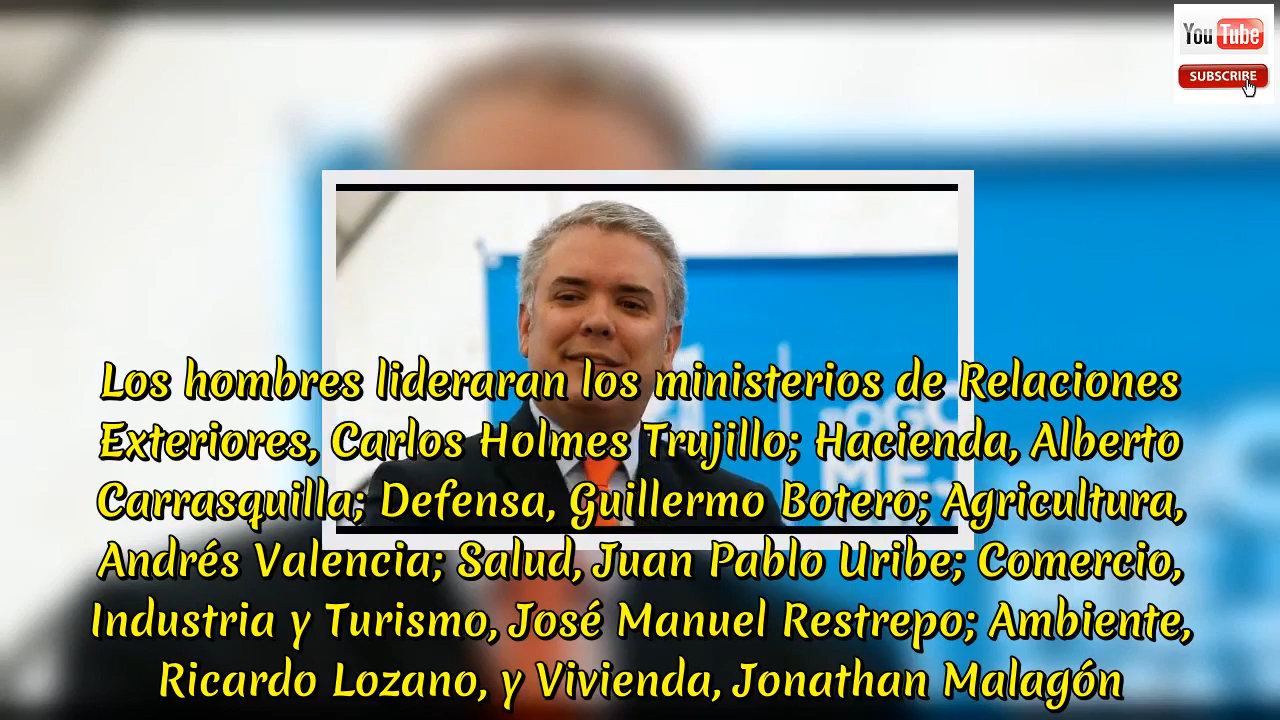 You Tube
SUBSCRIBE
Los hombres lideraran los ministerios de Relaciones
Exteriores, Carlos Holmes Trujillo; Hacienda, Alberto
Carrasquilla; Defensa, Guillermo Botero; Agricultura,
Andrés Valencia; Salud, Juan Pablo Uribe; Comercio,
Industria y Turismo, José Manuel Restrepo; Ambiente,
Ricardo Lozano, y Vivienda, Jonathan Malagón